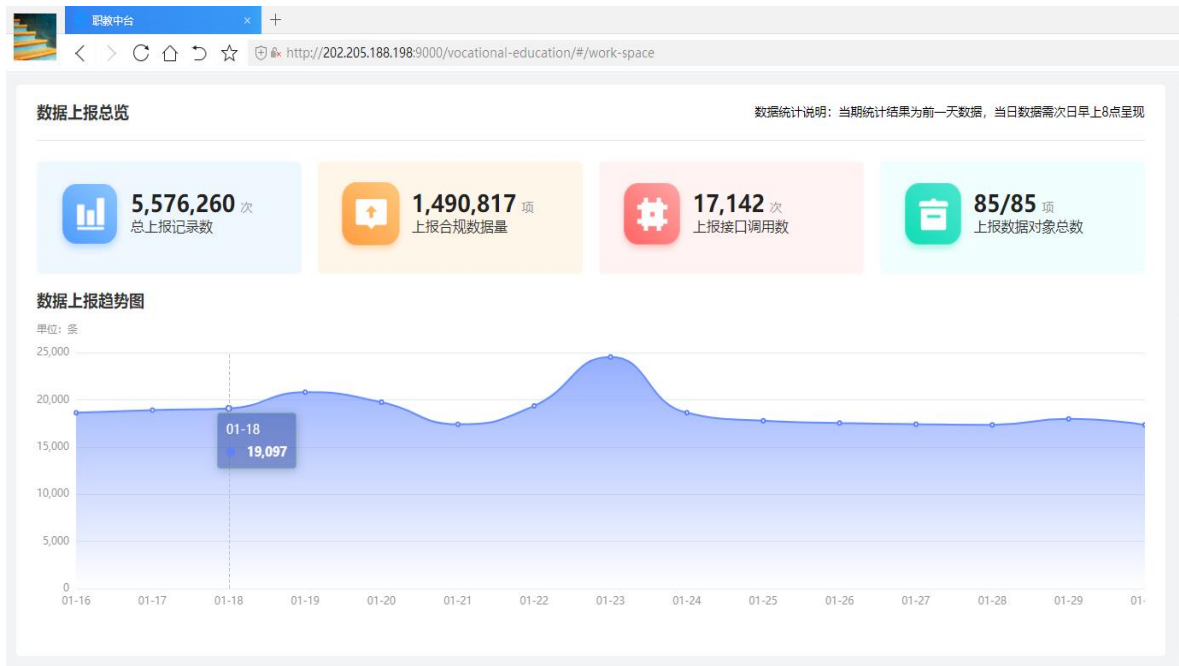 职教中台
http://202.205.188.198:9000/vocational-education/#/work-space
数据上报总览
数据统计说明：当期统计结果为前一天数据，当日数据需次日早上8点呈现
5,576,260 次
总上报记录数
1,490,817 项
上报合规数据量
17,142 次
上报接口调用数
85/85 项
上报数据对象总数
数据上报趋势图
单位：条
25,000
20,000
15,000
10,000
5,000
0
01-18
19,097
01-16 01-17 01-18 01-19 01-20 01-21 01-22 01-23 01-24 01-25 01-26 01-27 01-28 01-29 01-